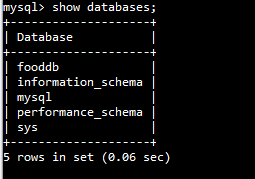 mysql> show databases;
+--------------------+
| Database           |
+--------------------+
| fooddb             |
| information_schema |
| mysql              |
| performance_schema |
| sys                |
+--------------------+
5 rows in set (0.06 sec)